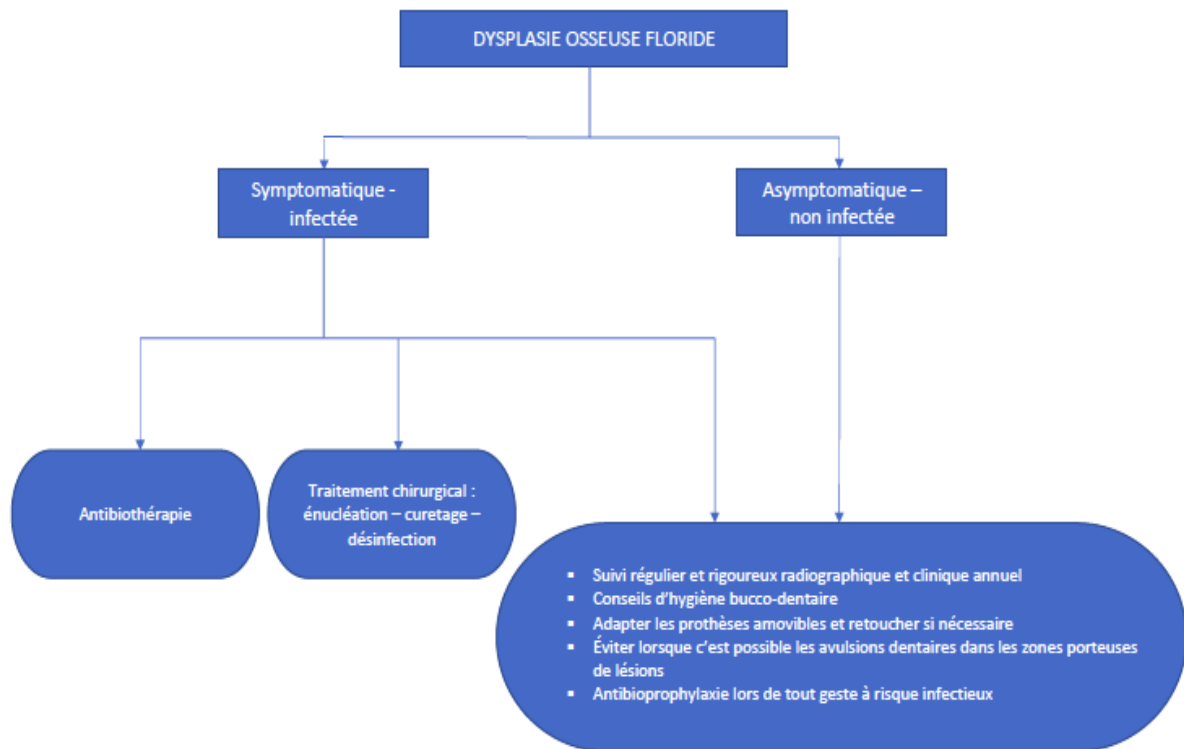 DYSPLASIE OSSEUSE FLORIDE
Symptomatique -
infectée
Asymptomatique –
non infectée
Antibiothérapie
Traitement chirurgical :
énucléation – curetage –
désinfection
▪ Suivi régulier et rigoureux radiographique et clinique annuel
▪ Conseils d'hygiène bucco-dentaire
▪ Adapter les prothèses amovibles et retoucher si nécessaire
▪ Éviter lorsque c'est possible les avulsions dentaires dans les zones porteuses
de lésions
▪ Antibioprophylaxie lors de tout geste à risque infectieux